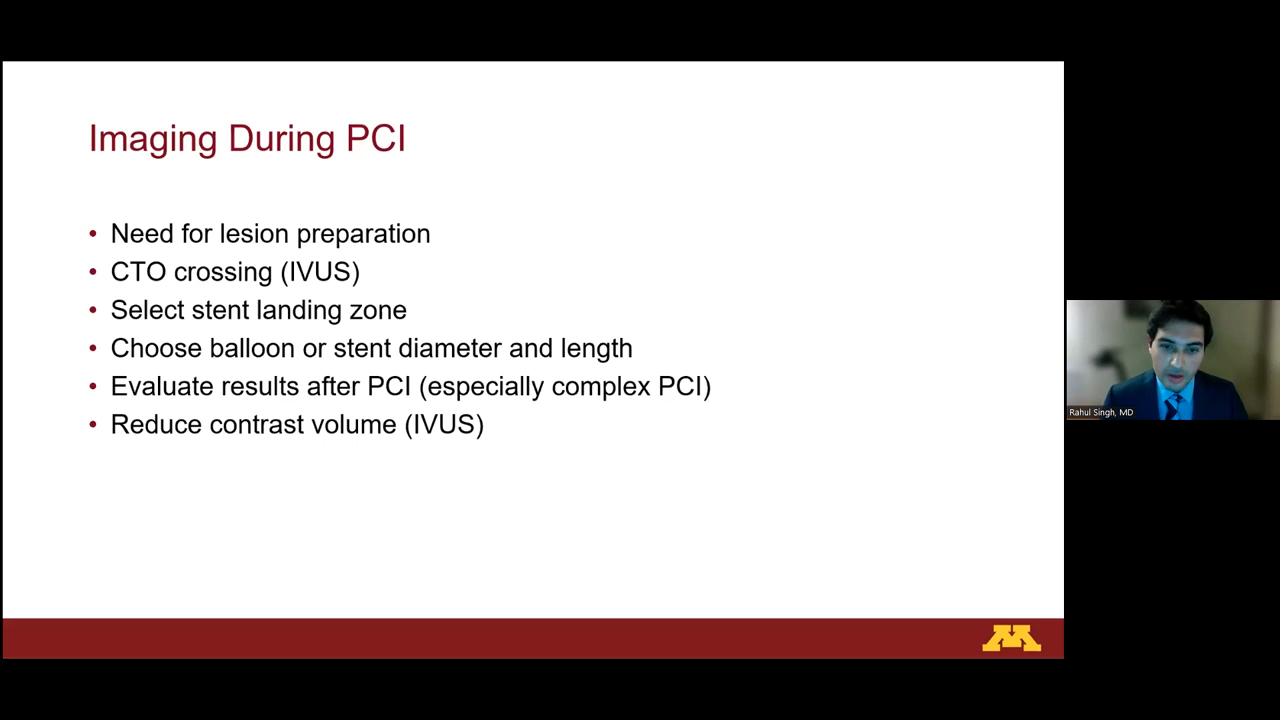 Imaging During PCI
• Need for lesion preparation
• CTO crossing (IVUS)
• Select stent landing zone
• Choose balloon or stent diameter and length
• Evaluate results after PCI (especially complex PCI)
• Reduce contrast volume (IVUS)
Rahul Singh, MD
M